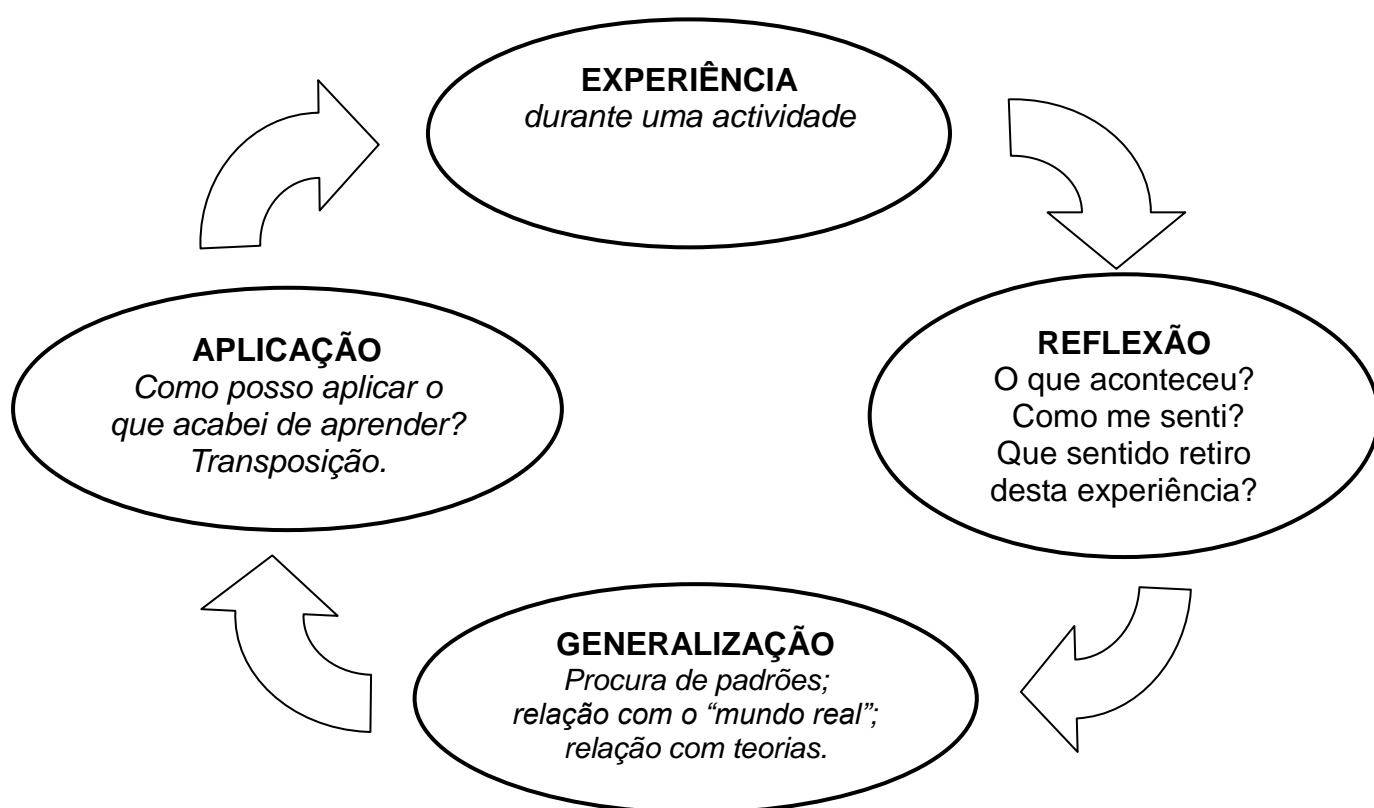 EXPERIÊNCIA
durante uma actividade
REFLEXÃO
O que aconteceu?
Como me senti?
Que sentido retiro
desta experiência?
GENERALIZAÇÃO
Procura de padrões;
relação com o “mundo real”;
relação com teorias.
APLICAÇÃO
Como posso aplicar o
que acabei de aprender?
Transposição.